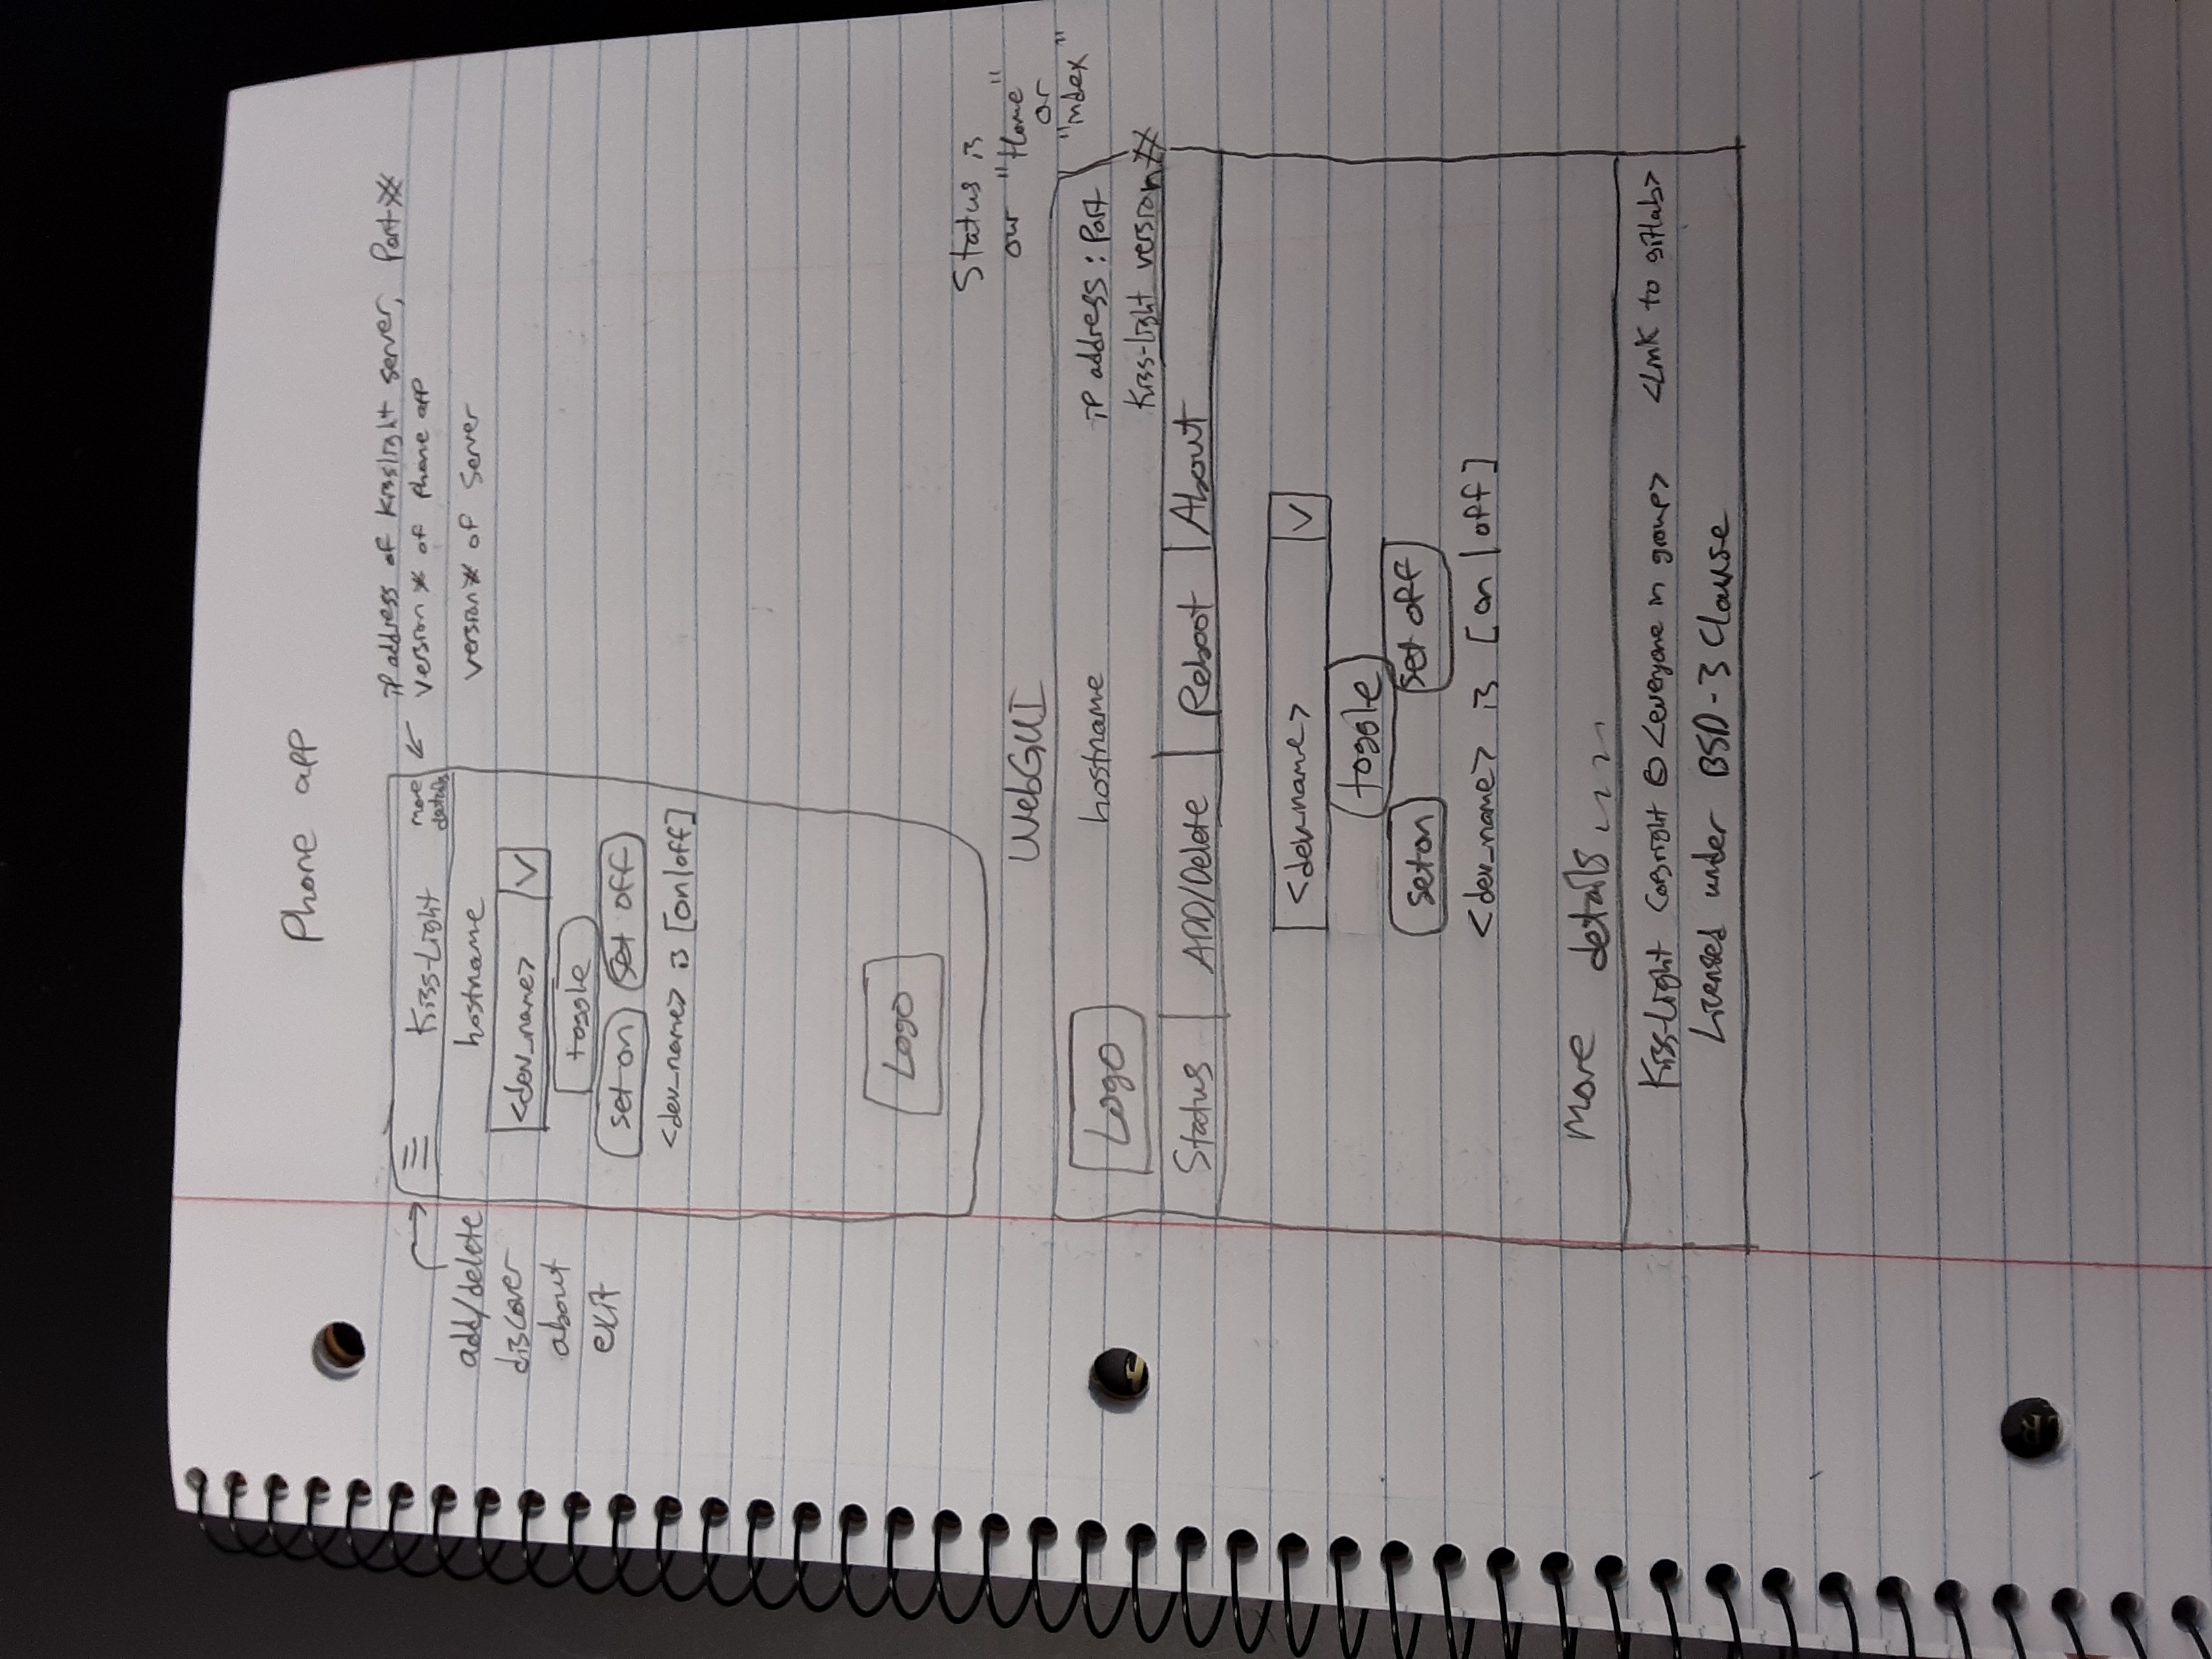 Phone app
ip address of Kisslight server, Port #
Kiss-Light
more
details
version # of phone app
add/delete
hostname
version # of Server
discover
<dev_name> V
about
toggle
exit
set on
set off
<dev_name> is [on/off]
Logo
Status is
our "Home"
or
"index"
WebGUI
Logo
hostname
ip address : Port
Kiss-light version #
Status
ADD/Delete
Reboot
About
<dev_name> V
toggle
set on
set off
<dev_name> is [on | off]
More details....
Kiss-Light Copyright © <everyone in group>
<Link to gitlab>
Licensed under BSD-3 Clause